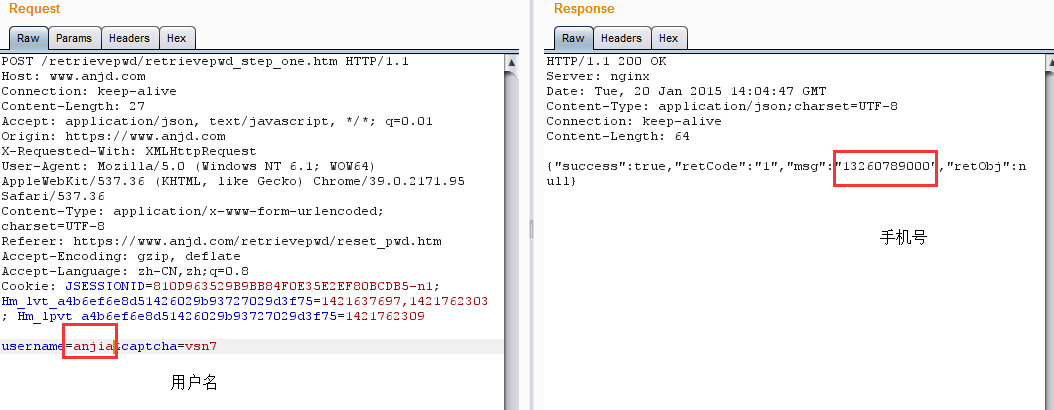 Request
Raw Params Headers Hex
POST /retrievepwd/retrievepwd_step_one.htm HTTP/1.1
Host: www.anjd.com
Connection: keep-alive
Content-Length: 27
Accept: application/json, text/javascript, */*; q=0.01
Origin: https://www.anjd.com
X-Requested-With: XMLHttpRequest
User-Agent: Mozilla/5.0 (Windows NT 6.1; WOW64)
AppleWebKit/537.36 (KHTML, like Gecko) Chrome/39.0.2171.95
Safari/537.36
Content-Type: application/x-www-form-urlencoded;
charset=UTF-8
Referer: https://www.anjd.com/retrievepwd/reset_pwd.htm
Accept-Encoding: gzip, deflate
Accept-Language: zh-CN,zh;q=0.8
Cookie: JSESSIONID=810D963529B9BB84F0E35E2EF80BCDB5-n1;
Hm_lvt_a4b6ef6e8d51426029b93727029d3f75=1421637697,1421762303
; Hm_lpvt_a4b6ef6e8d51426029b93727029d3f75=1421762309
username=anjia&captcha=vsn7
用户名
Response
Raw Headers Hex
HTTP/1.1 200 OK
Server: nginx
Date: Tue, 20 Jan 2015 14:04:47 GMT
Content-Type: application/json;charset=UTF-8
Connection: keep-alive
Content-Length: 64
{"success":true,"retCode":"1","msg":"13260789000","retObj":n
ull}
手机号